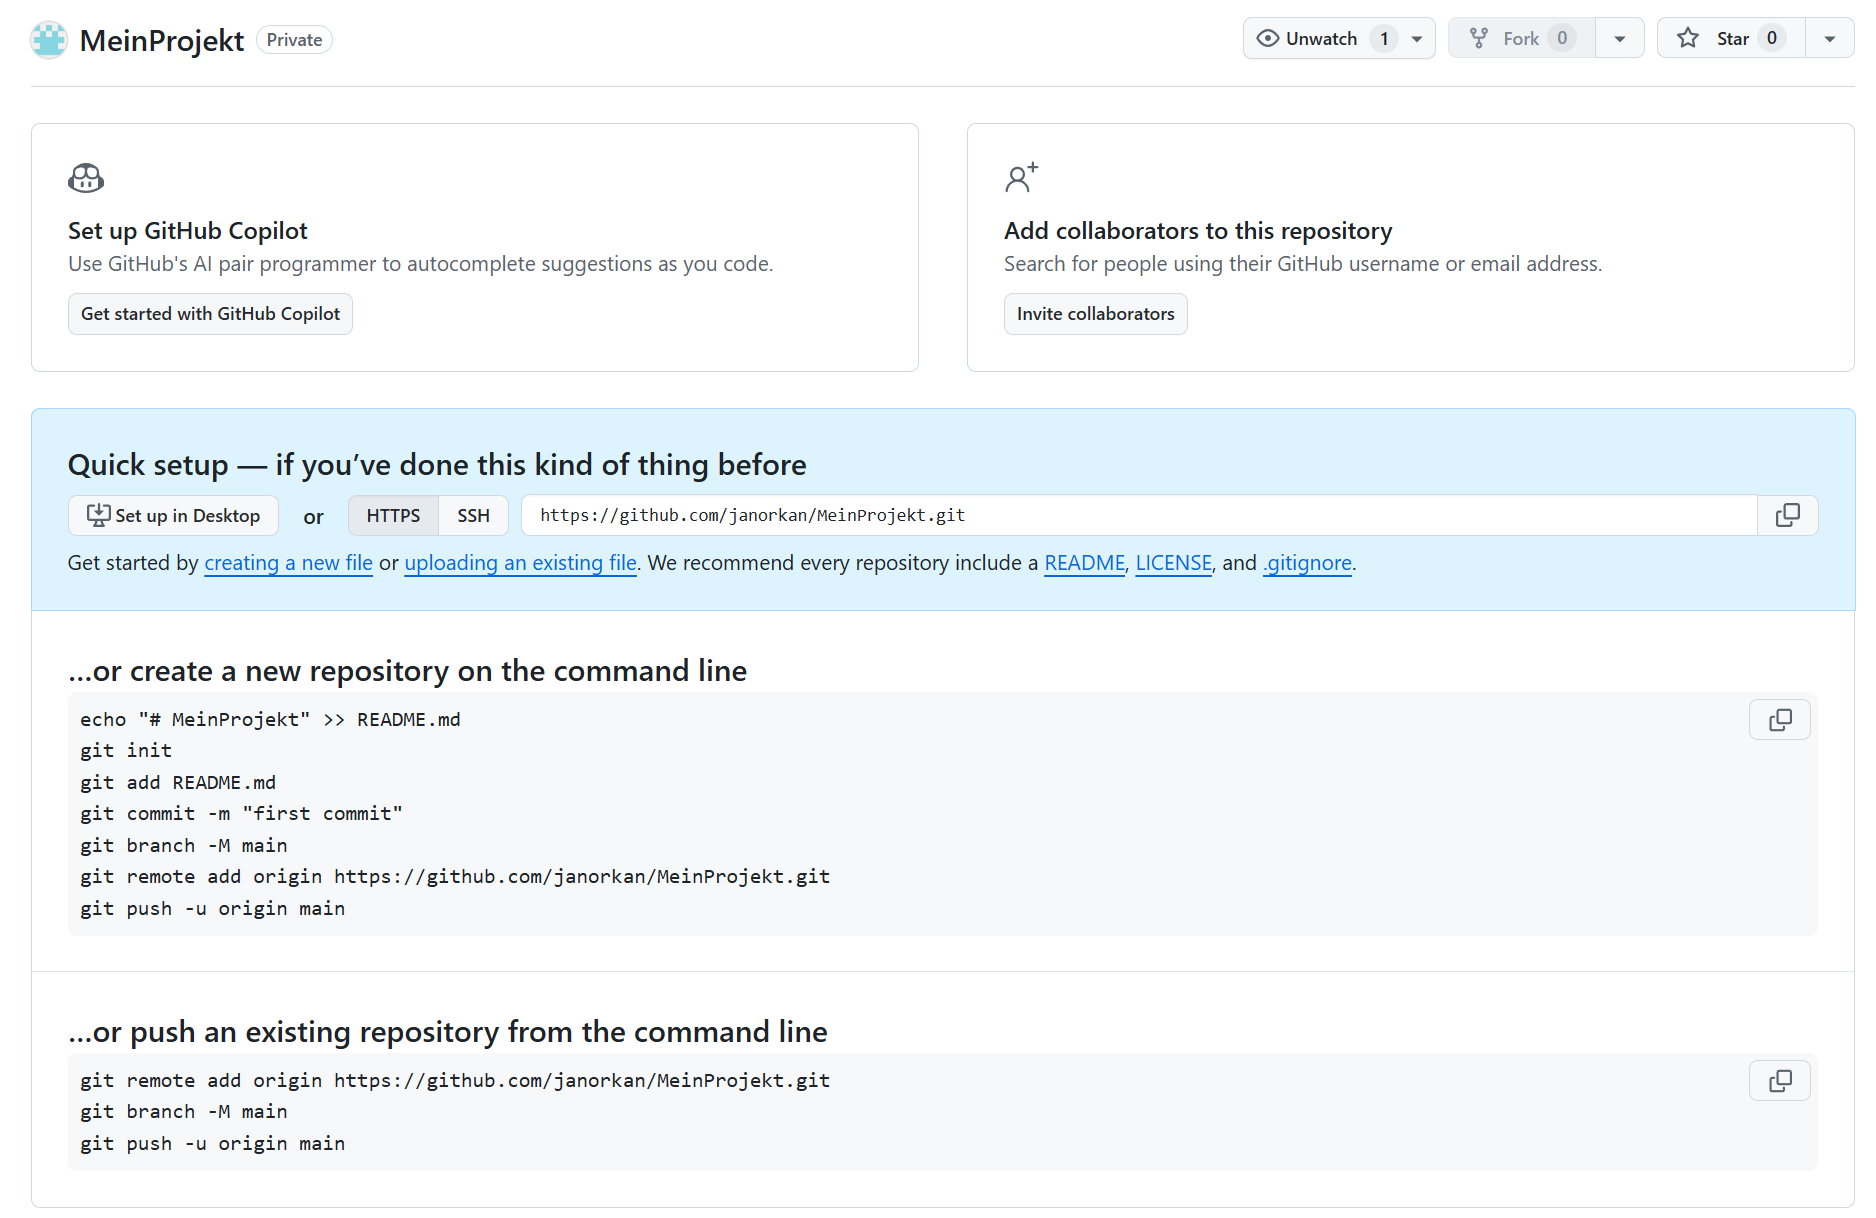 MeinProjekt Private
Unwatch 1 Fork 0 Star 0
Set up GitHub Copilot
Use GitHub's AI pair programmer to autocomplete suggestions as you code.
Get started with GitHub Copilot
Add collaborators to this repository
Search for people using their GitHub username or email address.
Invite collaborators
Quick setup — if you’ve done this kind of thing before
Set up in Desktop or HTTPS SSH https://github.com/janorkan/MeinProjekt.git
Get started by creating a new file or uploading an existing file. We recommend every repository include a README, LICENSE, and .gitignore.
…or create a new repository on the command line
echo "# MeinProjekt" >> README.md
git init
git add README.md
git commit -m "first commit"
git branch -M main
git remote add origin https://github.com/janorkan/MeinProjekt.git
git push -u origin main
…or push an existing repository from the command line
git remote add origin https://github.com/janorkan/MeinProjekt.git
git branch -M main
git push -u origin main